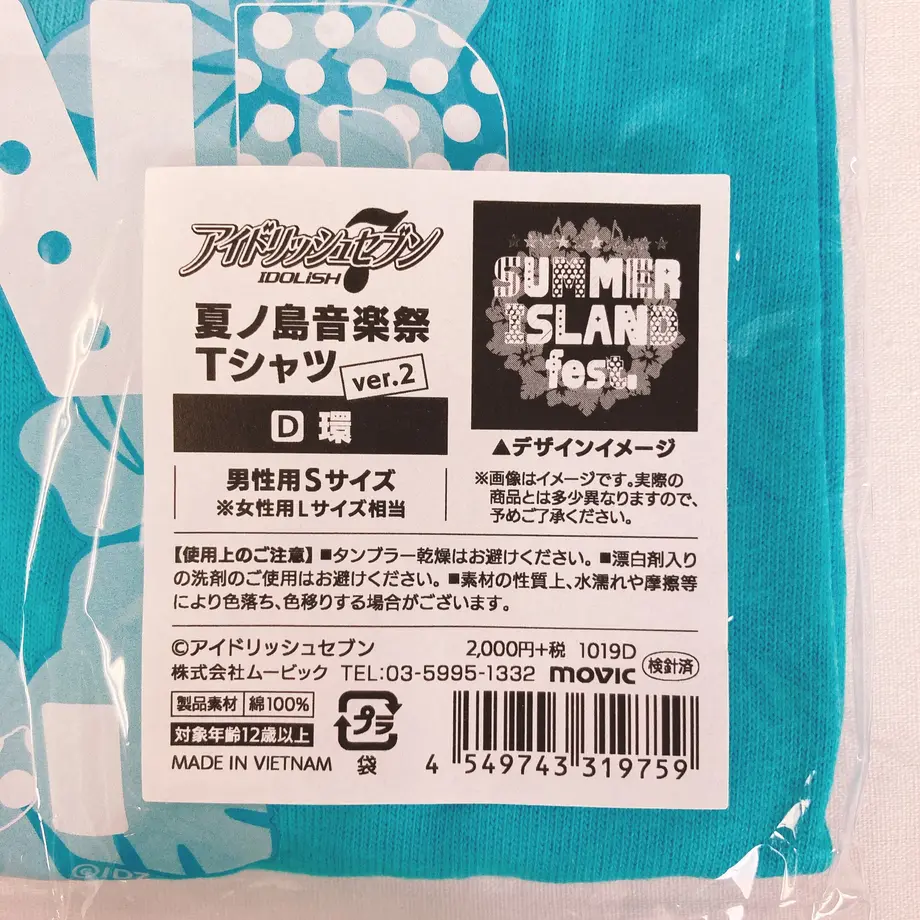 アイドリッシュセブン
7
IDOLiSH
夏ノ島音楽祭
Tシャツ
ver.2
D 環
男性用Sサイズ
※女性用Lサイズ相当
SUMMER
ISLAND
fest.
▲デザインイメージ
※画像はイメージです。実際の
商品とは多少異なりますので、
予めご了承ください。
【使用上のご注意】■タンブラー乾燥はお避けください。■漂白剤入り
の洗剤のご使用はお避けください。■素材の性質上、水濡れや摩擦等
により色落ち、色移りする場合がございます。
©アイドリッシュセブン 2,000円+税 1019D
株式会社ムービック TEL:03-5995-1332 movic 検針済
製品素材 綿100%
対象年齢12歳以上
MADE IN VIETNAM
プラ
袋
4 549743 319759
©ID7